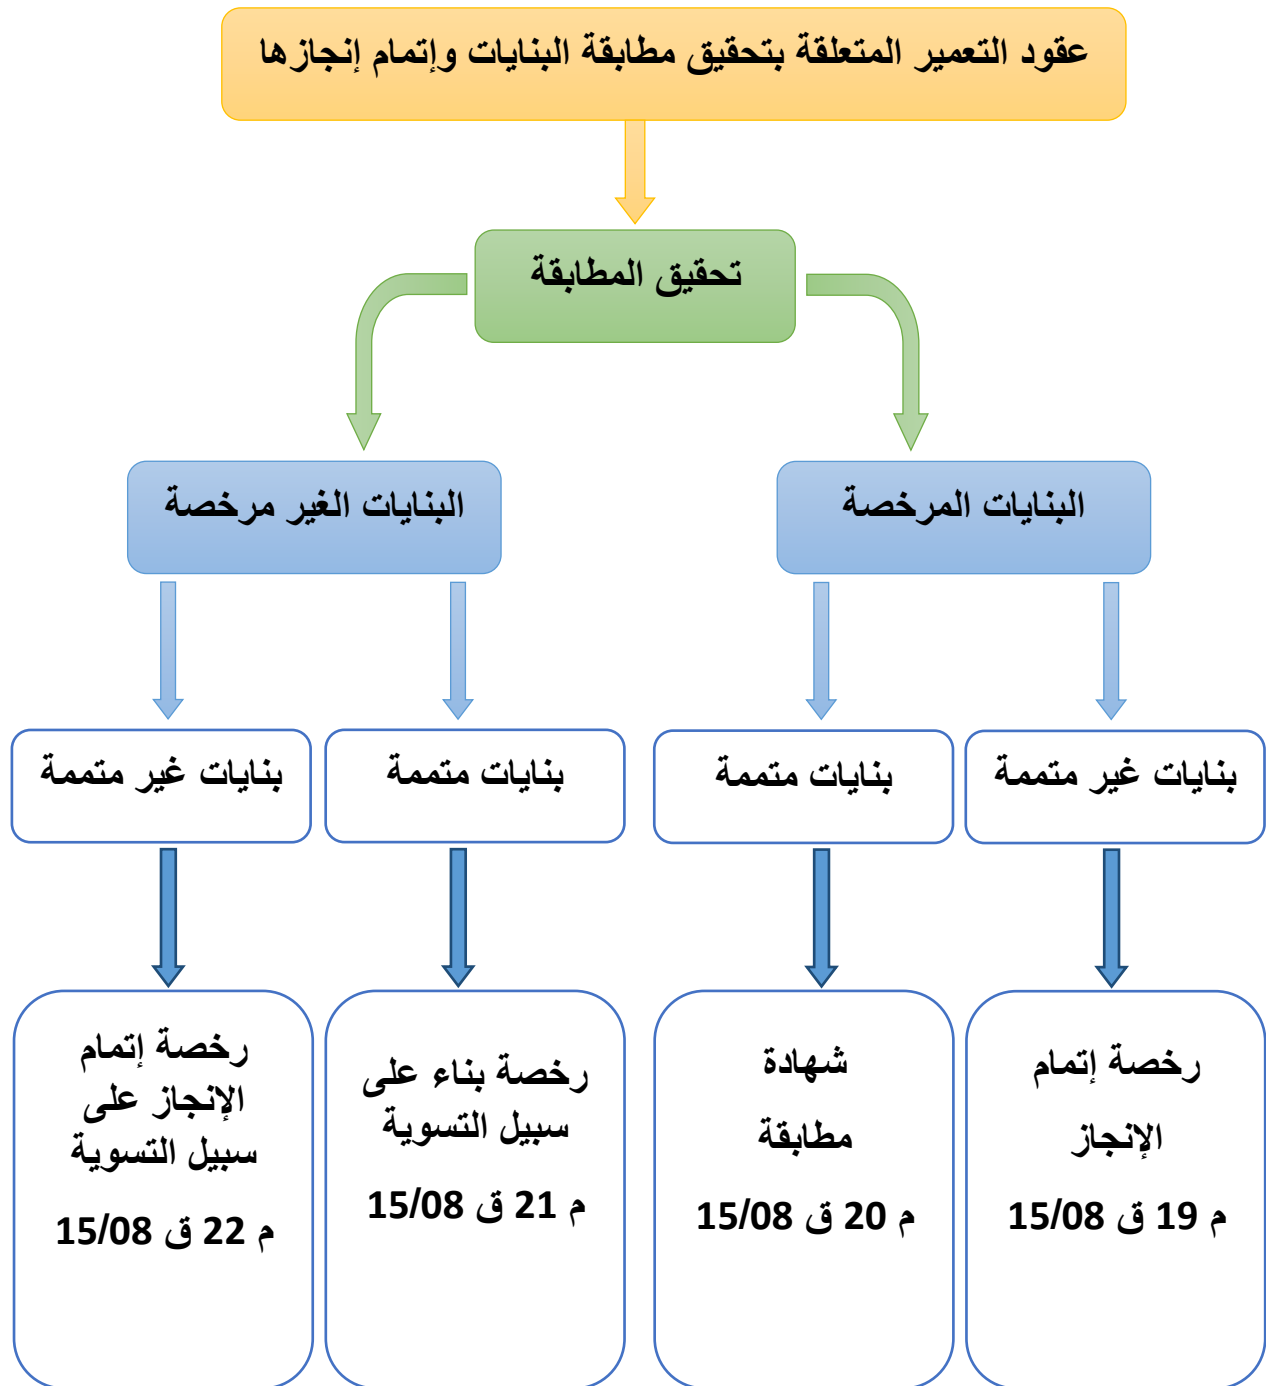 عقود التعمير المتعلقة بتحقيق مطابقة البنايات وإتمام إنجازها
تحقيق المطابقة
البنايات المرخصة
البنايات الغير مرخصة
بنايات غير متممة
بنايات متممة
بنايات متممة
بنايات غير متممة
رخصة إتمام
الإنجاز
م 19 ق 15/08
شهادة
مطابقة
م 20 ق 15/08
رخصة بناء على
سبيل التسوية
م 21 ق 15/08
رخصة إتمام
الإنجاز على
سبيل التسوية
م 22 ق 15/08